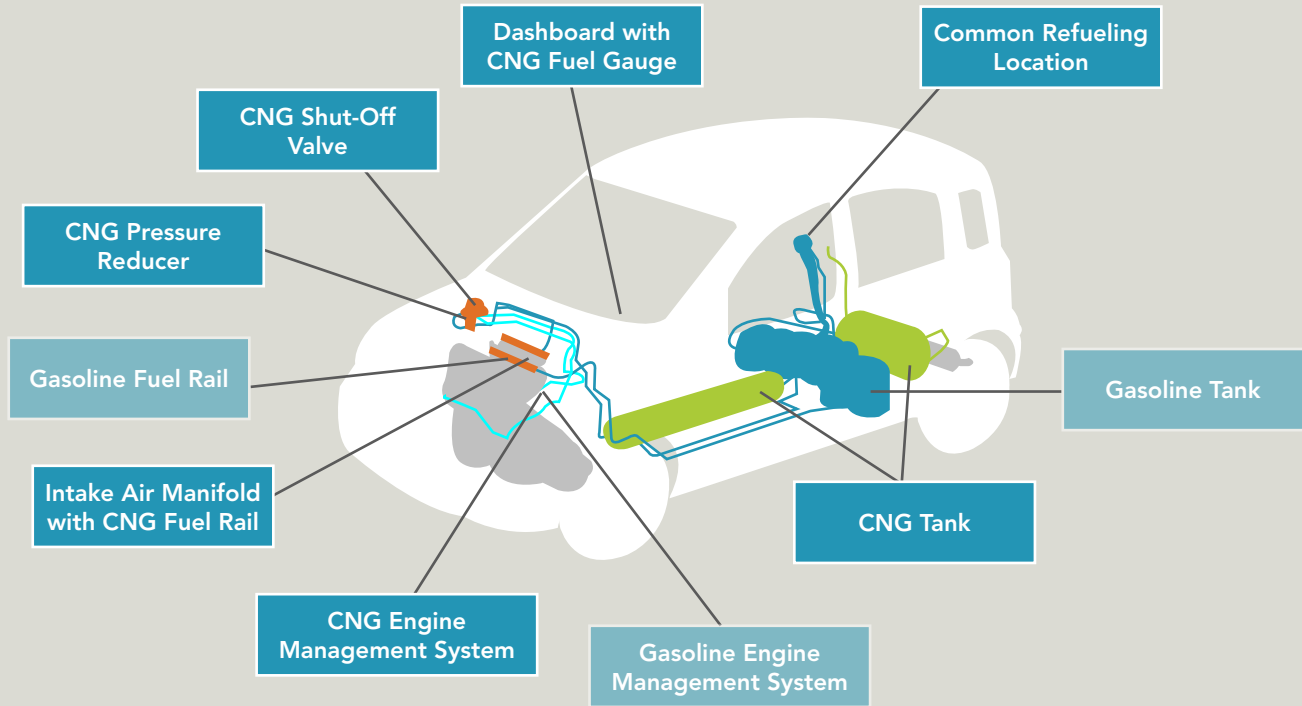 Dashboard with
CNG Fuel Gauge
Common Refueling
Location
CNG Shut-Off
Valve
CNG Pressure
Reducer
Gasoline Fuel Rail
Gasoline Tank
Intake Air Manifold
with CNG Fuel Rail
CNG Tank
CNG Engine
Management System
Gasoline Engine
Management System